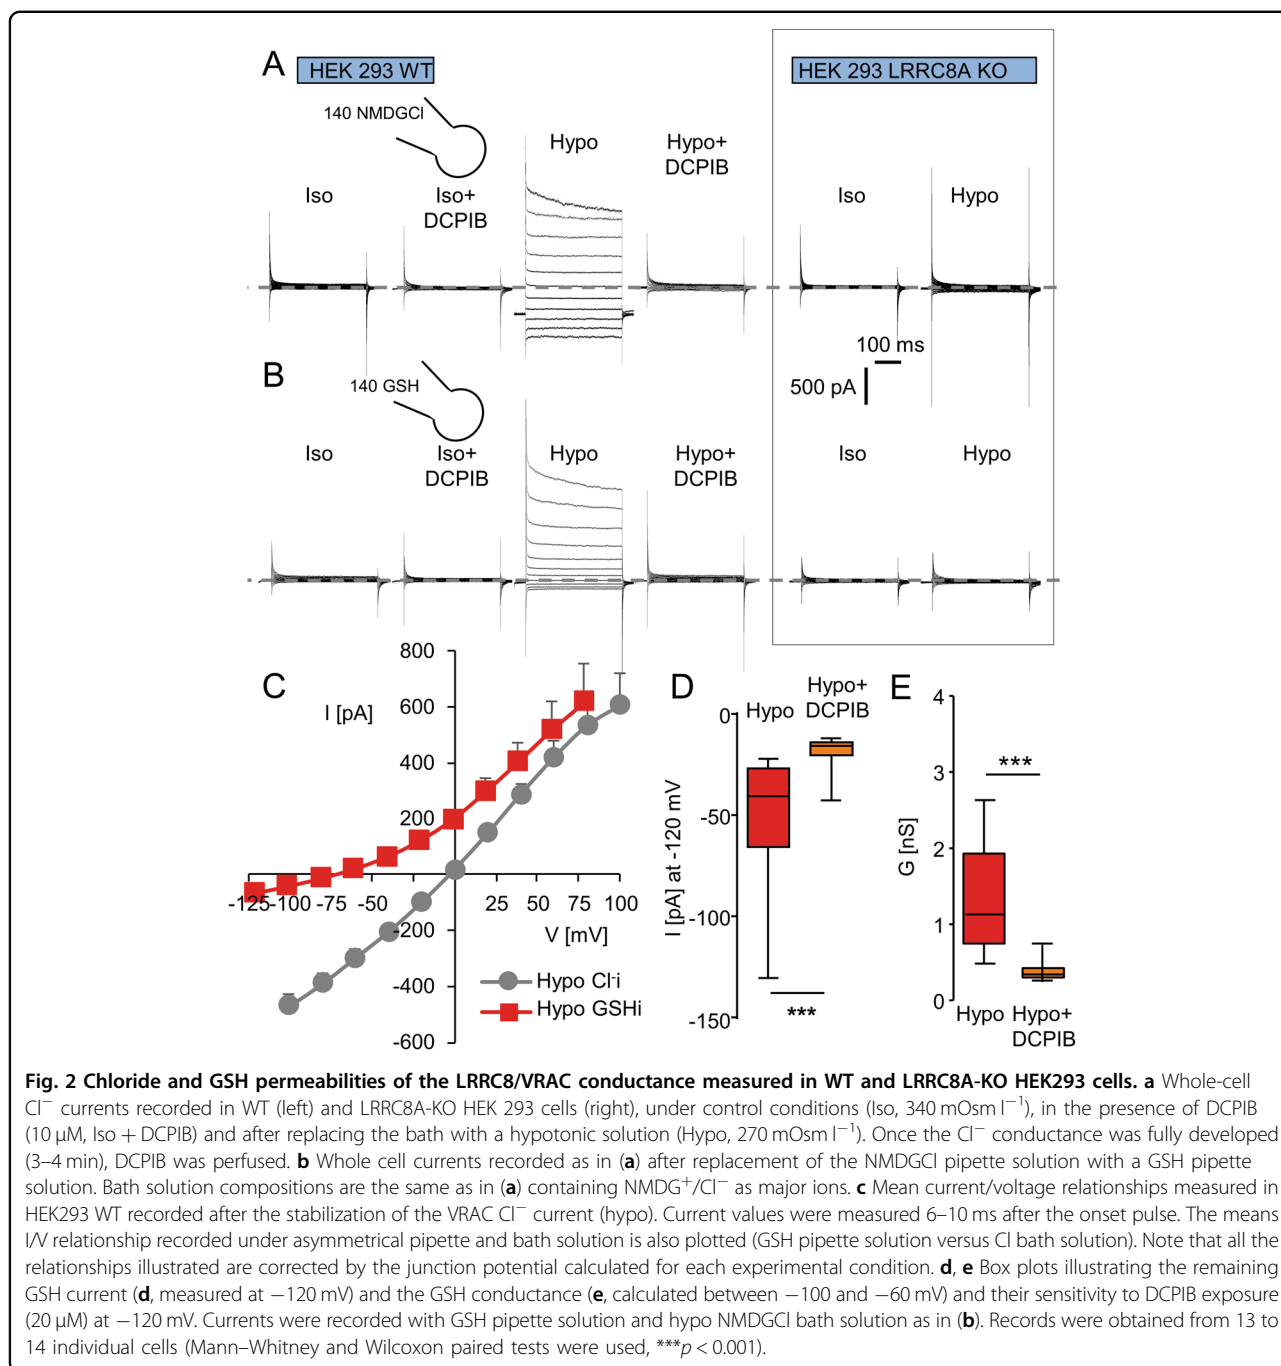 A
HEK 293 WT
HEK 293 LRRC8A KO
140 NMDGCl
Iso
Iso+
DCPIB
Hypo
Hypo+
DCPIB
Iso
Hypo
100 ms
500 pA
B
140 GSH
Iso
Iso+
DCPIB
Hypo
Hypo+
DCPIB
Iso
Hypo
C
I [pA]
800
600
400
200
-200
-400
-600
-125
-100
-75
-50
25
50
75
100
V [mV]
Hypo Cl-i
Hypo GSHi
D
Hypo
Hypo+
DCPIB
I [pA] at -120 mV
0
-50
-100
-150
***
E
G [nS]
4
3
2
1
0
***
Hypo
Hypo+
DCPIB
Fig. 2 Chloride and GSH permeabilities of the LRRC8/VRAC conductance measured in WT and LRRC8A-KO HEK293 cells. a Whole-cell
Cl⁻ currents recorded in WT (left) and LRRC8A-KO HEK 293 cells (right), under control conditions (Iso, 340 mOsm l⁻¹), in the presence of DCPIB
(10 µM, Iso + DCPIB) and after replacing the bath with a hypotonic solution (Hypo, 270 mOsm l⁻¹). Once the Cl⁻ conductance was fully developed
(3–4 min), DCPIB was perfused. b Whole cell currents recorded as in (a) after replacement of the NMDGCl pipette solution with a GSH pipette
solution. Bath solution compositions are the same as in (a) containing NMDG⁺/Cl⁻ as major ions. c Mean current/voltage relationships measured in
HEK293 WT recorded after the stabilization of the VRAC Cl⁻ current (hypo). Current values were measured 6–10 ms after the onset pulse. The means
I/V relationship recorded under asymmetrical pipette and bath solution is also plotted (GSH pipette solution versus Cl bath solution). Note that all the
relationships illustrated are corrected by the junction potential calculated for each experimental condition. d, e Box plots illustrating the remaining
GSH current (d, measured at −120 mV) and the GSH conductance (e, calculated between −100 and −60 mV) and their sensitivity to DCPIB exposure
(20 µM) at −120 mV. Currents were recorded with GSH pipette solution and hypo NMDGCl bath solution as in (b). Records were obtained from 13 to
14 individual cells (Mann–Whitney and Wilcoxon paired tests were used, ***p < 0.001).